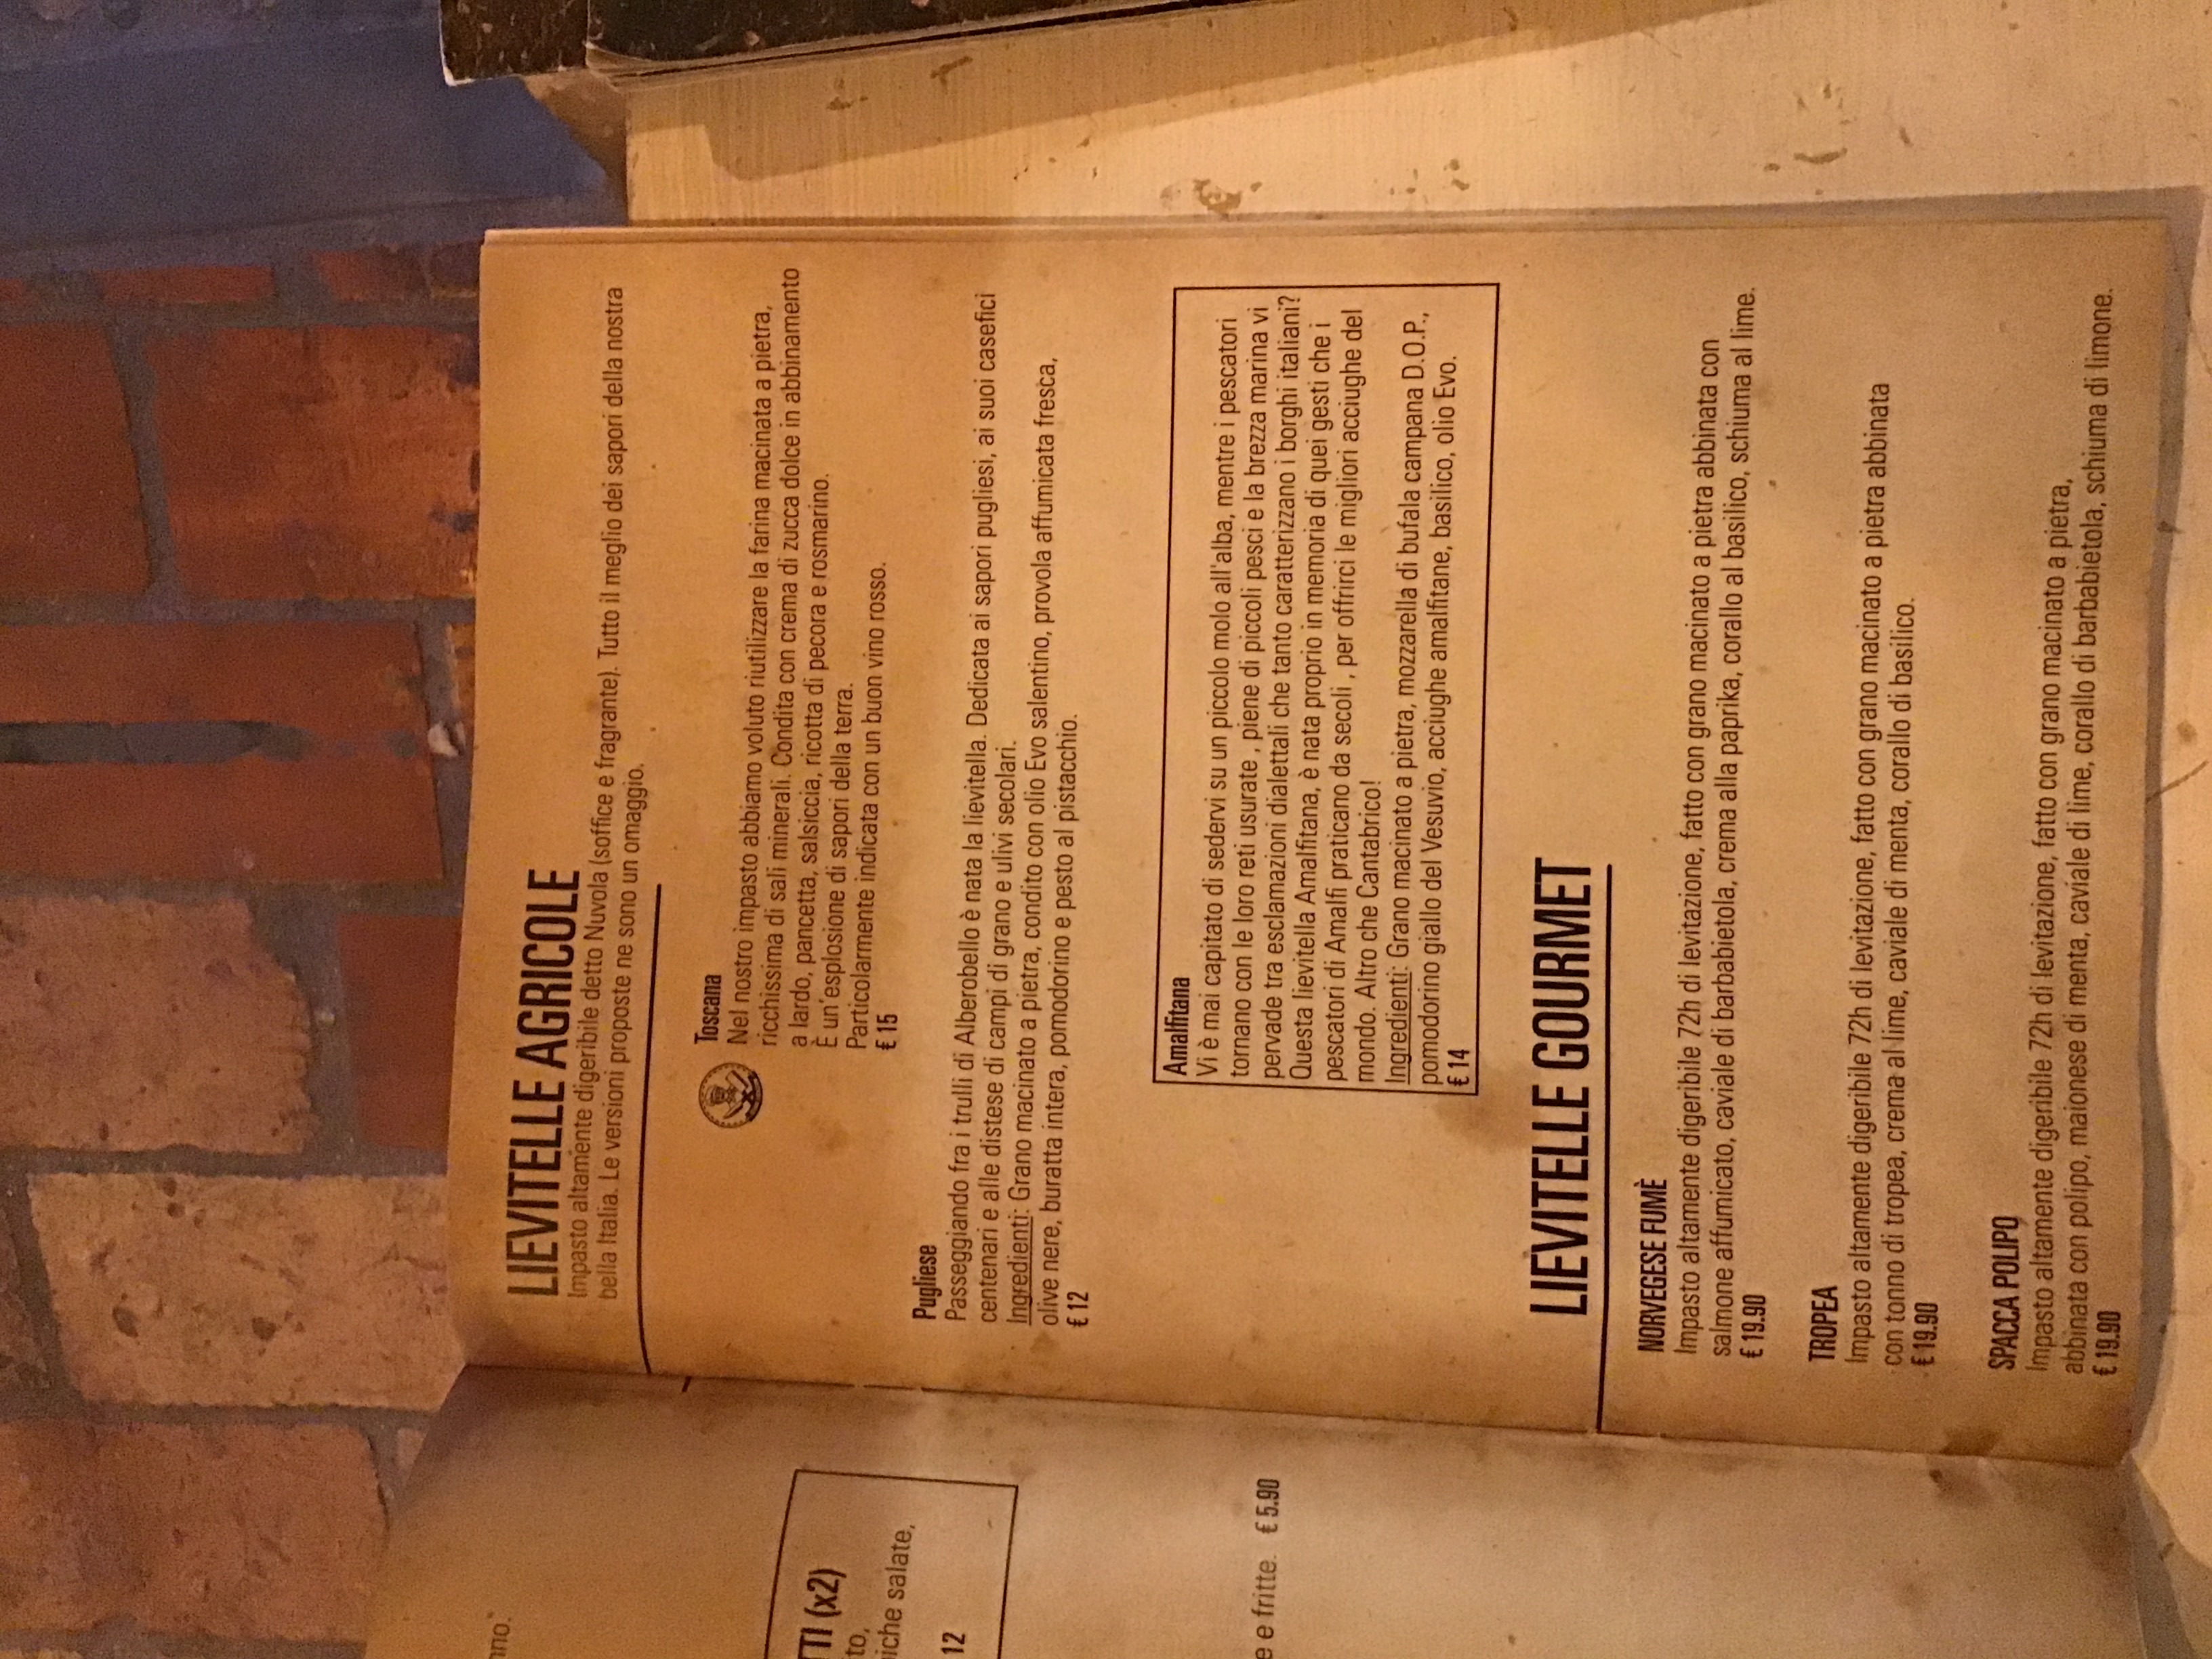 LIEVITELLE AGRICOLE
Impasto altamente digeribile detto Nuvola (soffice e fragrante). Tutto il meglio dei sapori della nostra
bella Italia. Le versioni proposte ne sono un omaggio.
Toscana
Nel nostro impasto abbiamo voluto riutilizzare la farina macinata a pietra,
ricchissima di sali minerali. Condita con crema di zucca dolce in abbinamento
a lardo, pancetta, salsiccia, ricotta di pecora e rosmarino.
È un'esplosione di sapori della terra.
Particolarmente indicata con un buon vino rosso.
€ 15
Pugliese
Passeggiando fra i trulli di Alberobello è nata la lievitella. Dedicata ai sapori pugliesi, ai suoi casefici
centenari e alle distese di campi di grano e ulivi secolari.
Ingredienti: Grano macinato a pietra, condito con olio Evo salentino, provola affumicata fresca,
olive nere, buratta intera, pomodorino e pesto al pistacchio.
€ 12
Amalfitana
Vi è mai capitato di sedervi su un piccolo molo all'alba, mentre i pescatori
tornano con le loro reti usurate , piene di piccoli pesci e la brezza marina vi
pervade tra esclamazioni dialettali che tanto caratterizzano i borghi italiani?
Questa lievitella Amalfitana, è nata proprio in memoria di quei gesti che i
pescatori di Amalfi praticano da secoli , per offrirci le migliori acciughe del
mondo. Altro che Cantabrico!
Ingredienti: Grano macinato a pietra, mozzarella di bufala campana D.O.P.,
pomodorino giallo del Vesuvio, acciughe amalfitane, basilico, olio Evo.
€ 14
LIEVITELLE GOURMET
NORVEGESE FUMÈ
Impasto altamente digeribile 72h di levitazione, fatto con grano macinato a pietra abbinata con
salmone affumicato, caviale di barbabietola, crema alla paprika, corallo al basilico, schiuma al lime.
€ 19.90
TROPEA
Impasto altamente digeribile 72h di levitazione, fatto con grano macinato a pietra abbinata
con tonno di tropea, crema al lime, caviale di menta, corallo di basilico.
€ 19.90
SPACCA POLIPO
Impasto altamente digeribile 72h di levitazione, fatto con grano macinato a pietra,
abbinata con polipo, maionese di menta, caviale di lime, corallo di barbabietola, schiuma di limone.
€ 19.90
TI (x2)
to,
iche salate,
12
e e fritte. € 5.90